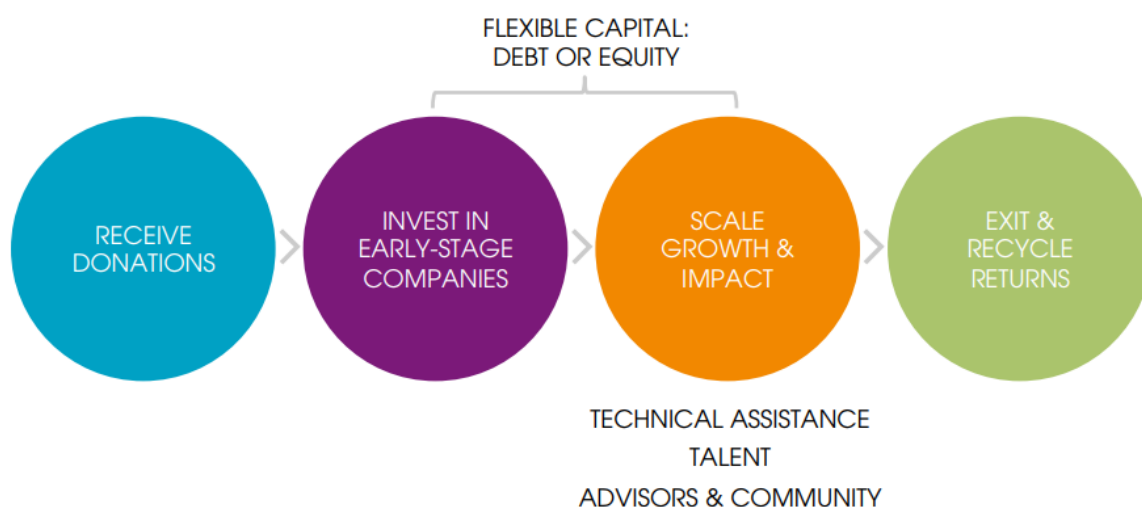 FLEXIBLE CAPITAL:
DEBT OR EQUITY
RECEIVE
DONATIONS
INVEST IN
EARLY-STAGE
COMPANIES
SCALE
GROWTH &
IMPACT
EXIT &
RECYCLE
RETURNS
TECHNICAL ASSISTANCE
TALENT
ADVISORS & COMMUNITY